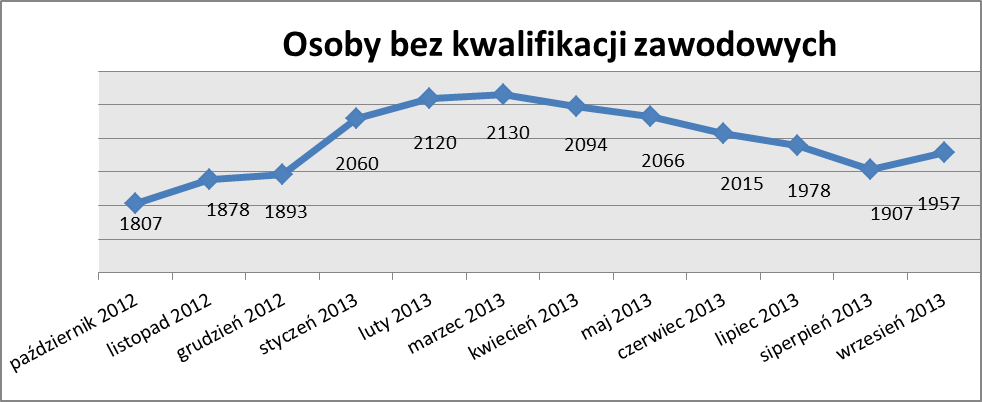 Osoby bez kwalifikacji zawodowych
1807
1878
1893
2060
2120
2130
2094
2066
2015
1978
1907
1957
październik 2012
listopad 2012
grudzień 2012
styczeń 2013
luty 2013
marzec 2013
kwiecień 2013
maj 2013
czerwiec 2013
lipiec 2013
siperpień 2013
wrzesień 2013